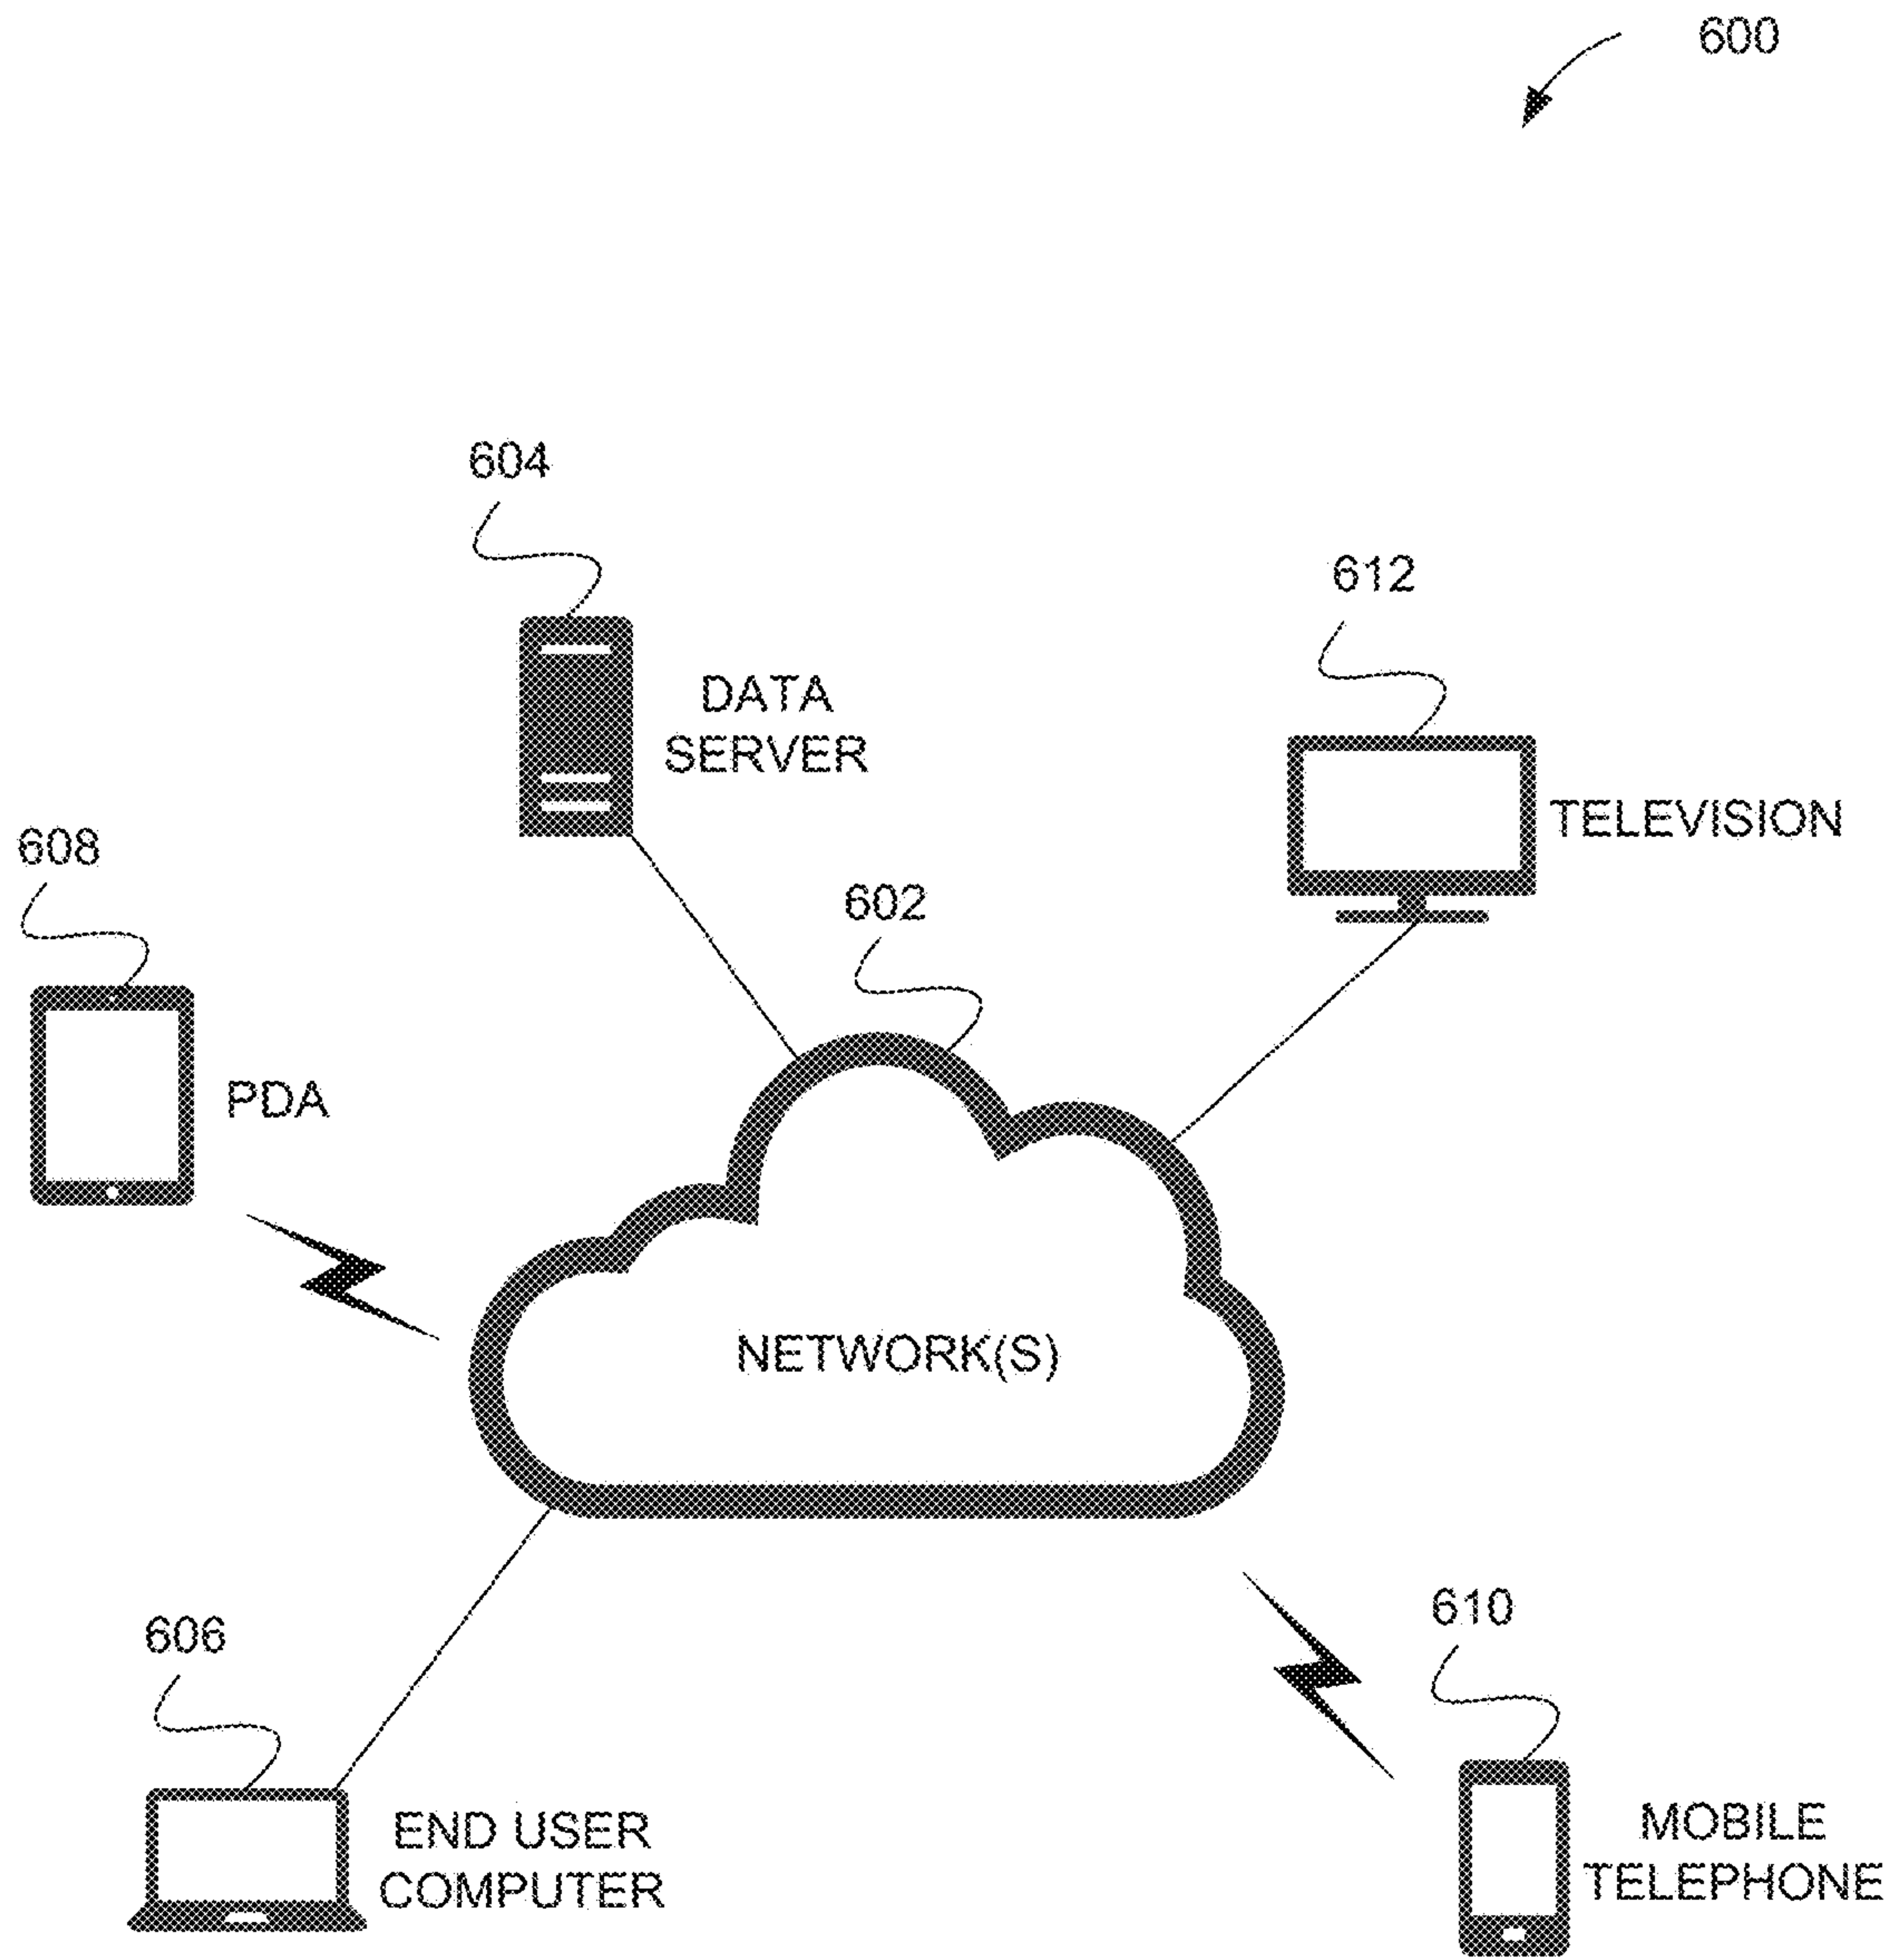 600
604
612
DATA
SERVER
TELEVISION
608
602
PDA
NETWORK(S)
606
610
END USER
COMPUTER
MOBILE
TELEPHONE